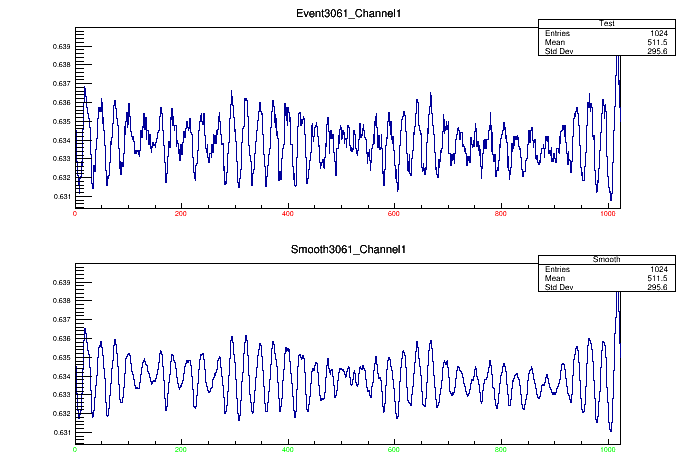 Event3061_Channel1
Test
Entries 1024
Mean 511.5
Std Dev 295.6
0.639
0.638
0.637
0.636
0.635
0.634
0.633
0.632
0.631
0 200 400 600 800 1000
Smooth3061_Channel1
Smooth
Entries 1024
Mean 511.5
Std Dev 295.6
0.639
0.638
0.637
0.636
0.635
0.634
0.633
0.632
0.631
0 200 400 600 800 1000